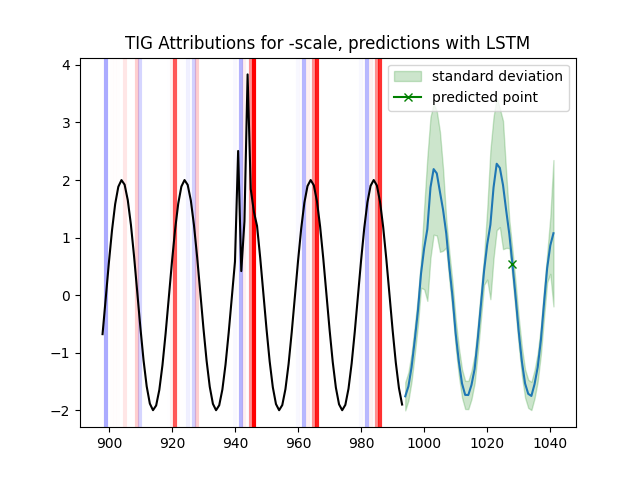 TIG Attributions for -scale, predictions with LSTM
standard deviation
predicted point
4
3
2
1
0
−1
−2
900 920 940 960 980 1000 1020 1040